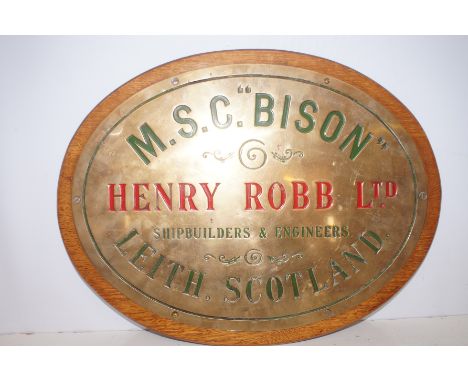 M.S.C. "BISON"
HENRY ROBB LTD
SHIPBUILDERS & ENGINEERS.
LEITH. SCOTLAND.